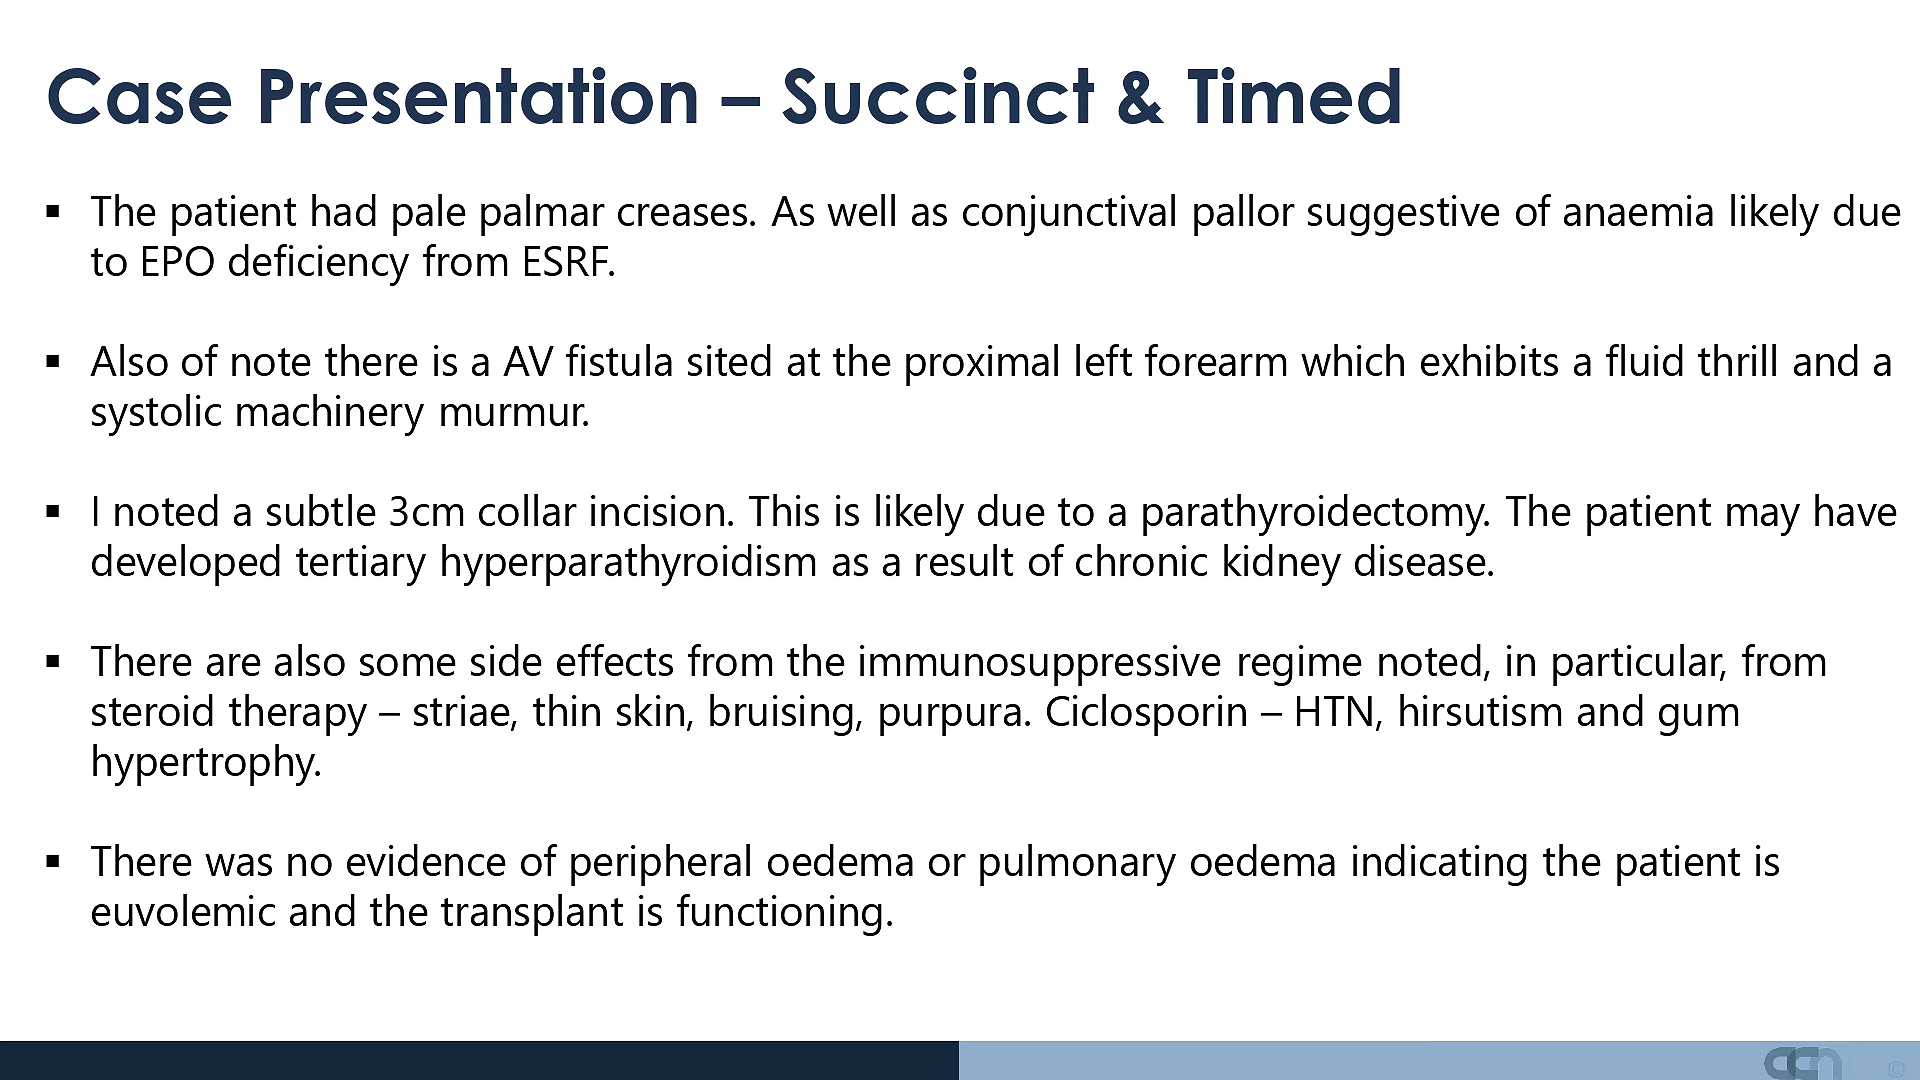 Case Presentation – Succinct & Timed
▪ The patient had pale palmar creases. As well as conjunctival pallor suggestive of anaemia likely due
to EPO deficiency from ESRF.
▪ Also of note there is a AV fistula sited at the proximal left forearm which exhibits a fluid thrill and a
systolic machinery murmur.
▪ I noted a subtle 3cm collar incision. This is likely due to a parathyroidectomy. The patient may have
developed tertiary hyperparathyroidism as a result of chronic kidney disease.
▪ There are also some side effects from the immunosuppressive regime noted, in particular, from
steroid therapy – striae, thin skin, bruising, purpura. Ciclosporin – HTN, hirsutism and gum
hypertrophy.
▪ There was no evidence of peripheral oedema or pulmonary oedema indicating the patient is
euvolemic and the transplant is functioning.
©